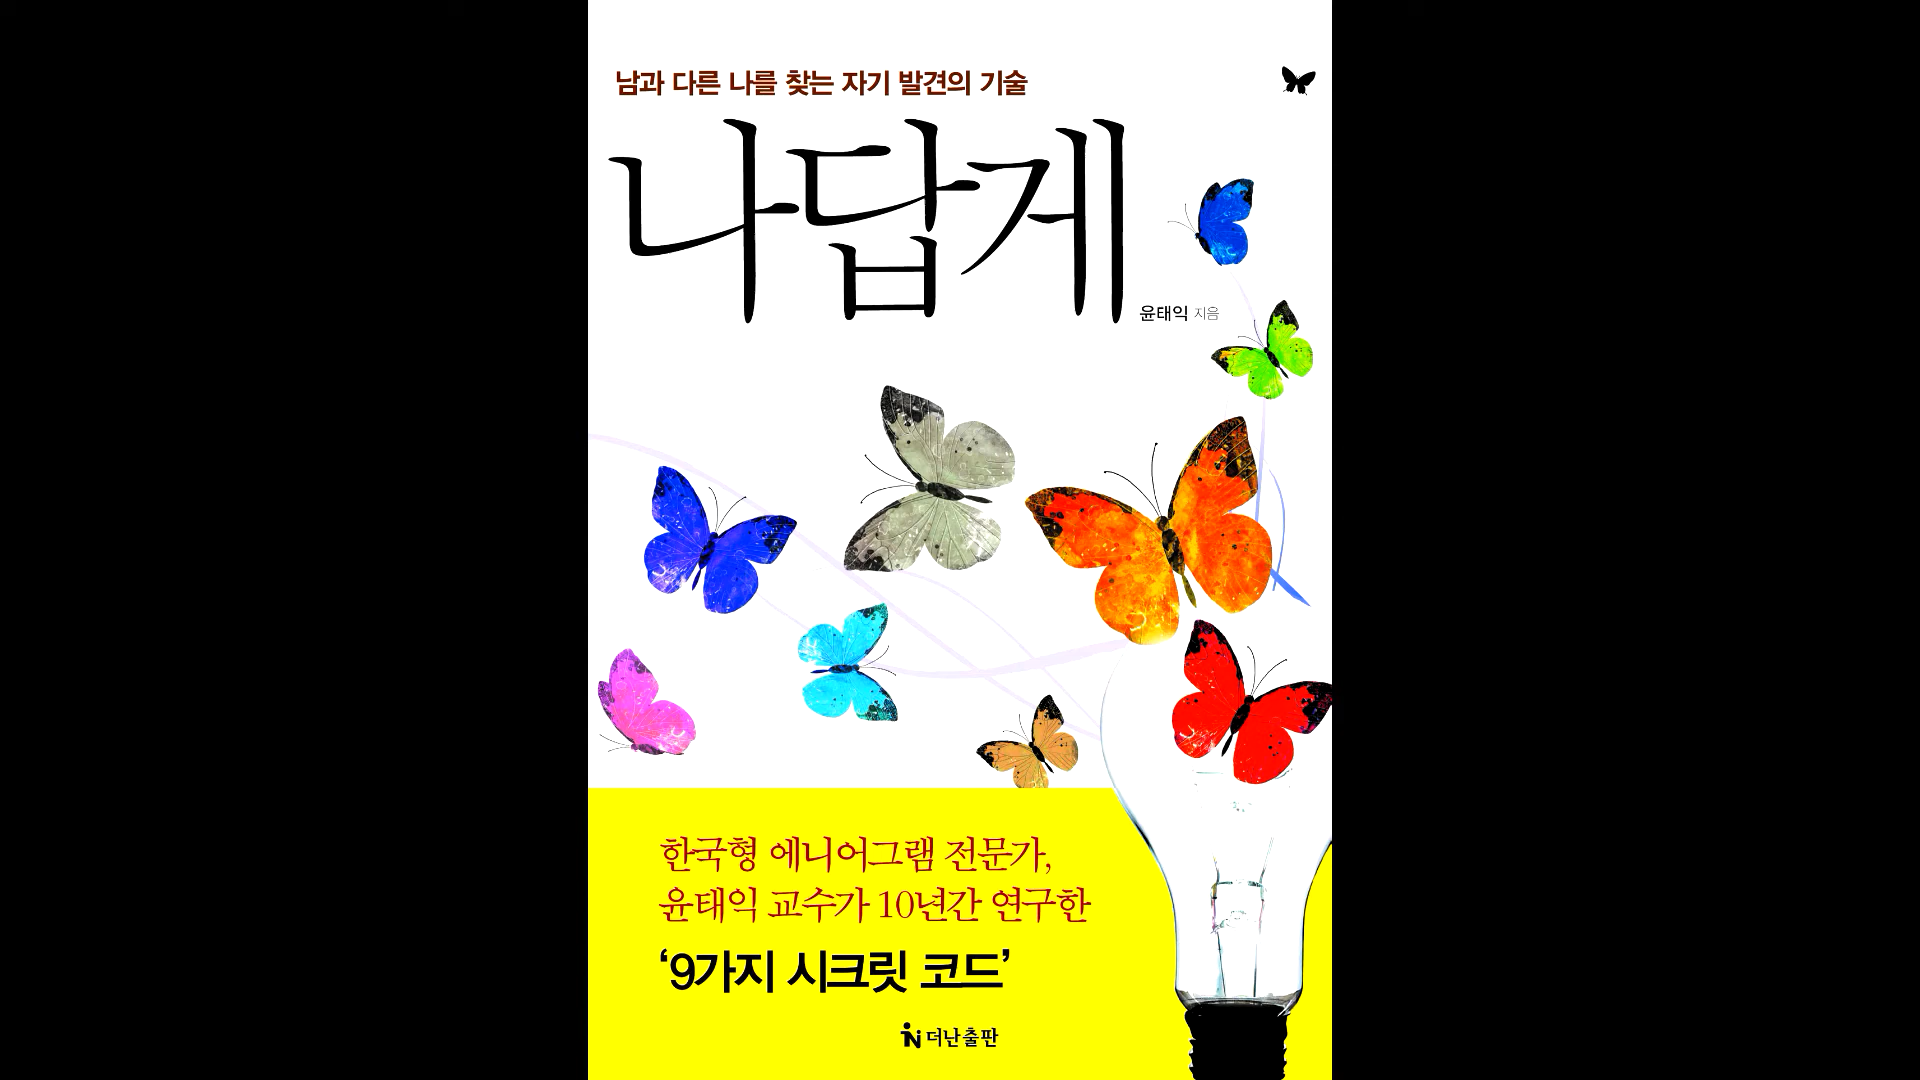 남과 다른 나를 찾는 자기 발견의 기술
나답게
윤태익 지음
한국형 에니어그램 전문가,
윤태익 교수가 10년간 연구한
‘9가지 시크릿 코드’
더난출판